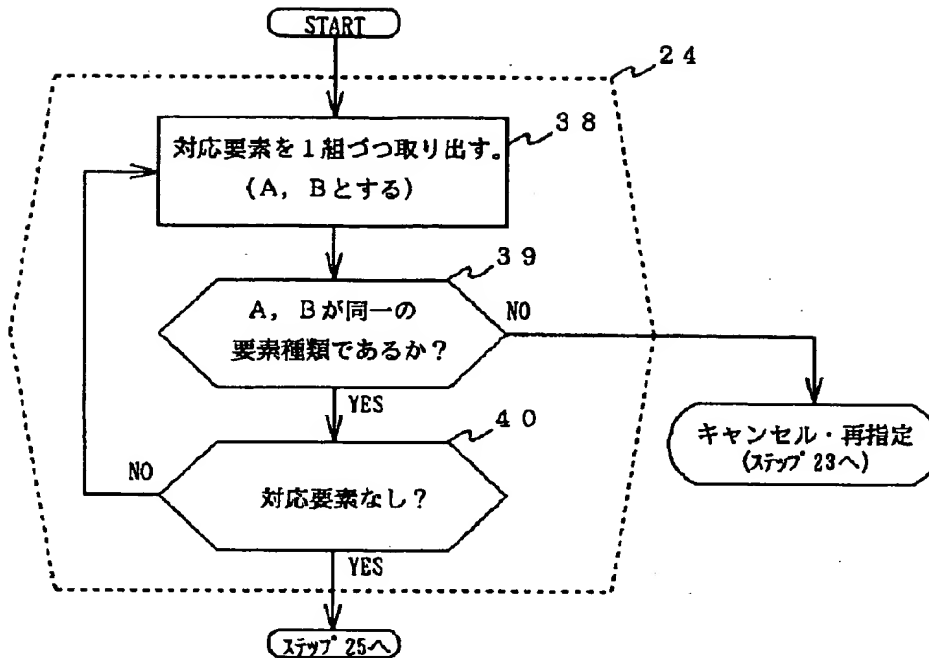 START
24
38
対応要素を1組づつ取り出す。
(A, Bとする)
39
A, Bが同一の
要素種類であるか?
NO
YES
キャンセル・再指定
(ステップ23へ)
40
NO
対応要素なし?
YES
ステップ25へ